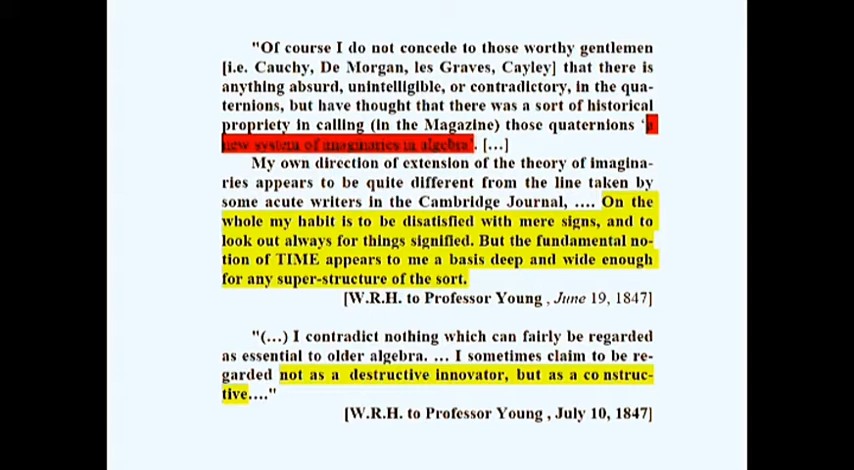 "Of course I do not concede to those worthy gentlemen
[i.e. Cauchy, De Morgan, les Graves, Cayley] that there is
anything absurd, unintelligible, or contradictory, in the qua-
ternions, but have thought that there was a sort of historical
propriety in calling (in the Magazine) those quaternions 'a
new system of imaginaries in algebra'. [...]
My own direction of extension of the theory of imagina-
ries appears to be quite different from the line taken by
some acute writers in the Cambridge Journal, .... On the
whole my habit is to be disatisfied with mere signs, and to
look out always for things signified. But the fundamental no-
tion of TIME appears to me a basis deep and wide enough
for any super-structure of the sort.
[W.R.H. to Professor Young , June 19, 1847]
"(...) I contradict nothing which can fairly be regarded
as essential to older algebra. ... I sometimes claim to be re-
garded not as a destructive innovator, but as a co nstruc-
tive...."
[W.R.H. to Professor Young , July 10, 1847]